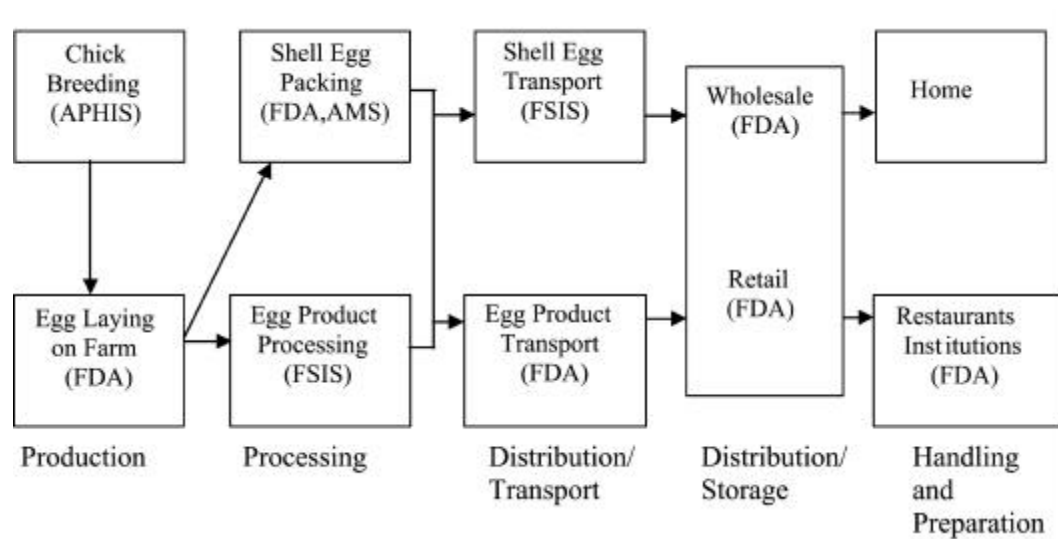 Chick
Breeding
(APHIS)
Shell Egg
Packing
(FDA,AMS)
Shell Egg
Transport
(FSIS)
Wholesale
(FDA)
Home
Egg Laying
on Farm
(FDA)
Egg Product
Processing
(FSIS)
Egg Product
Transport
(FDA)
Retail
(FDA)
Restaurants
Institutions
(FDA)
Production
Processing
Distribution/
Transport
Distribution/
Storage
Handling
and
Preparation